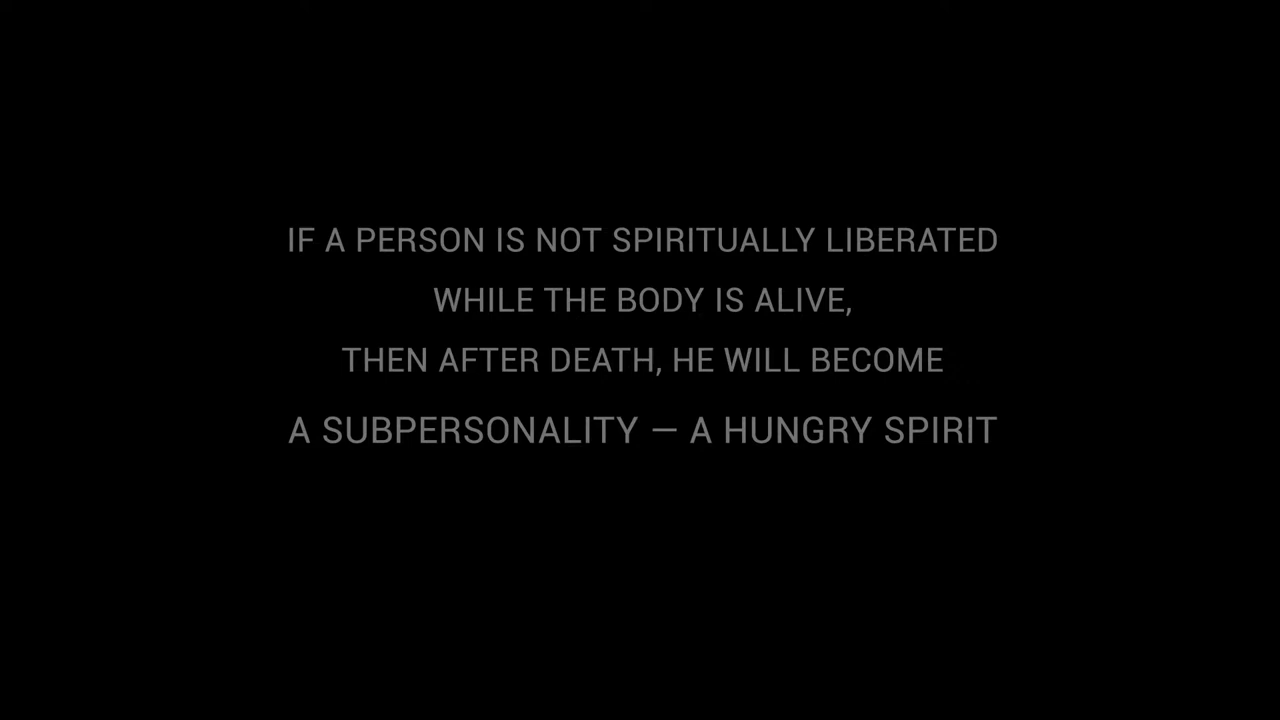 IF A PERSON IS NOT SPIRITUALLY LIBERATED
WHILE THE BODY IS ALIVE,
THEN AFTER DEATH, HE WILL BECOME
A SUBPERSONALITY — A HUNGRY SPIRIT